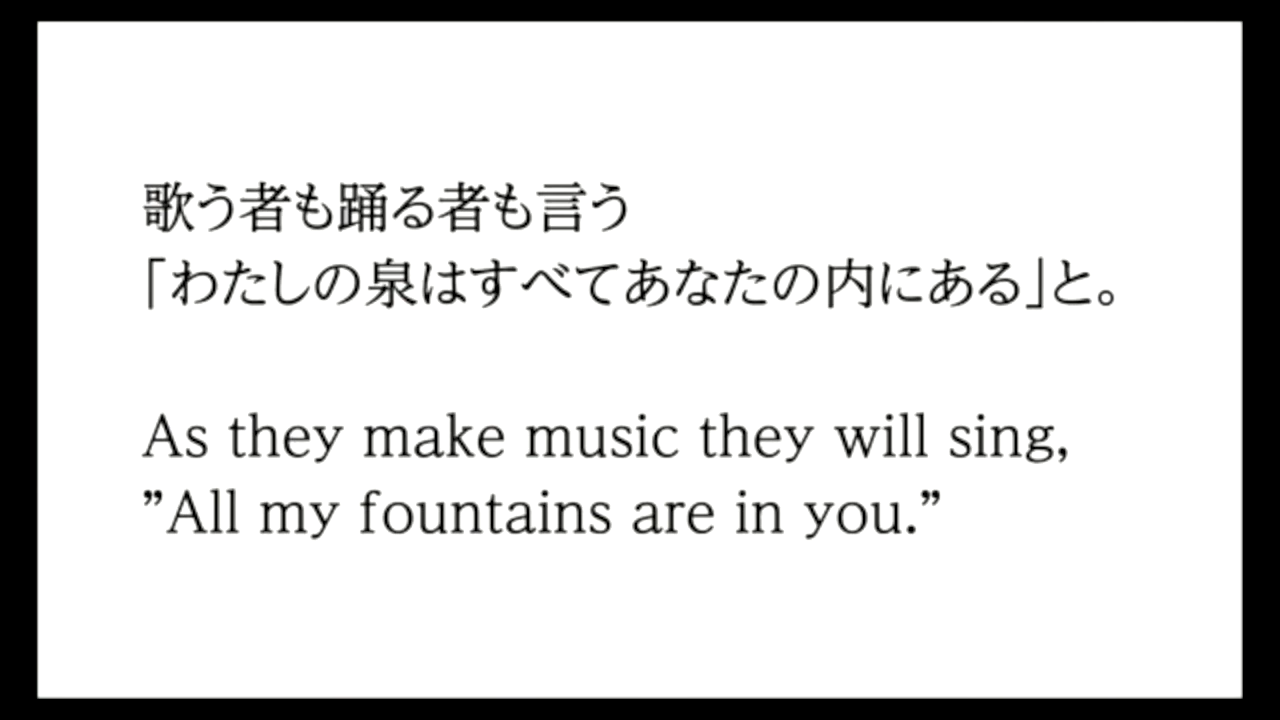 歌う者も踊る者も言う
「わたしの泉はすべてあなたの内にある」と。
As they make music they will sing,
”All my fountains are in you.”